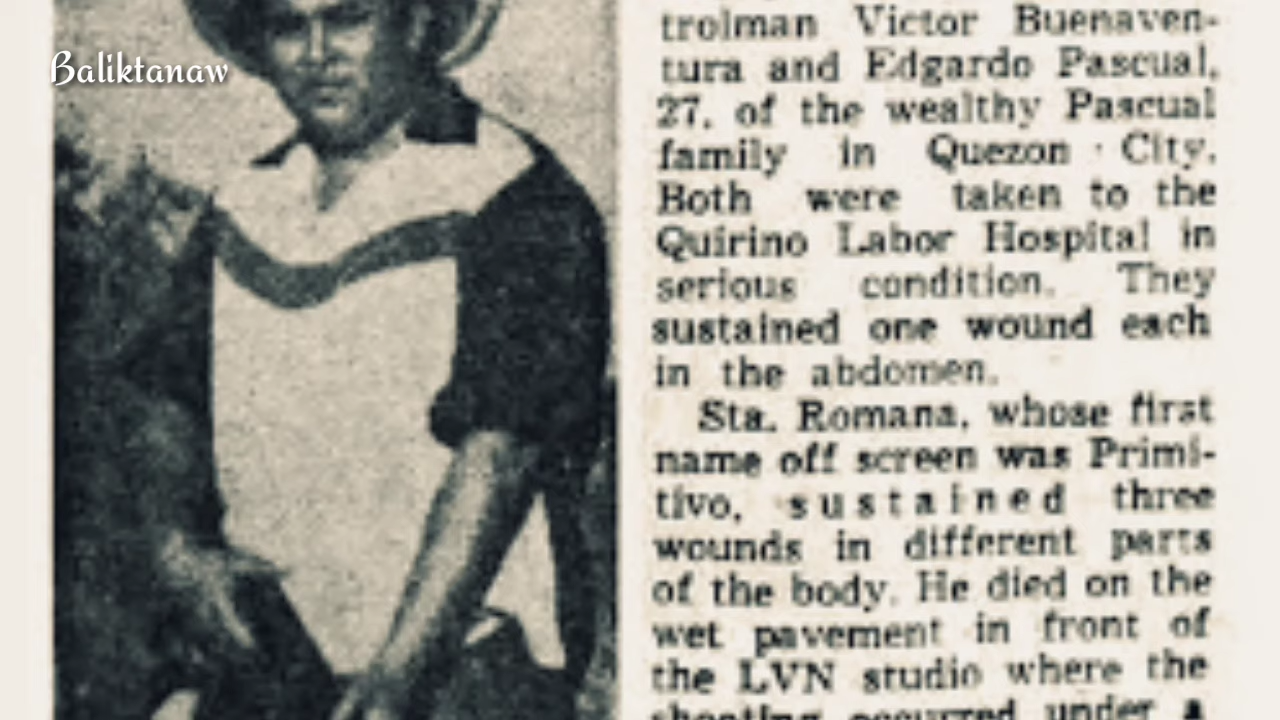 Baliktanaw
trolman Victor Buenaven-
tura and Edgardo Pascual,
27, of the wealthy Pascual
family in Quezon City.
Both were taken to the
Quirino Labor Hospital in
serious condition. They
sustained one wound each
in the abdomen.
Sta. Romana, whose first
name off screen was Primi-
tivo, sustained three
wounds in different parts
of the body. He died on the
wet pavement in front of
the LVN studio where the
shooting occurred under a